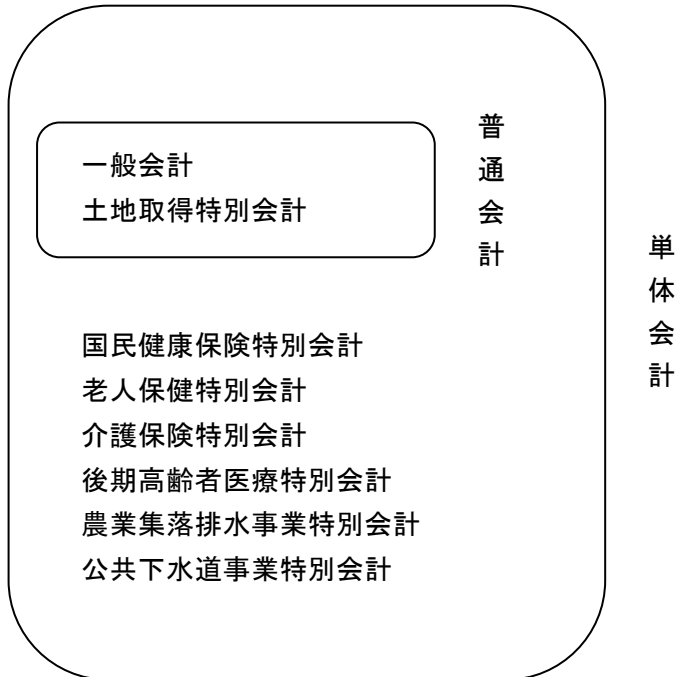 一般会計
土地取得特別会計
普通会計
国民健康保険特別会計
老人保健特別会計
介護保険特別会計
後期高齢者医療特別会計
農業集落排水事業特別会計
公共下水道事業特別会計
単体会計